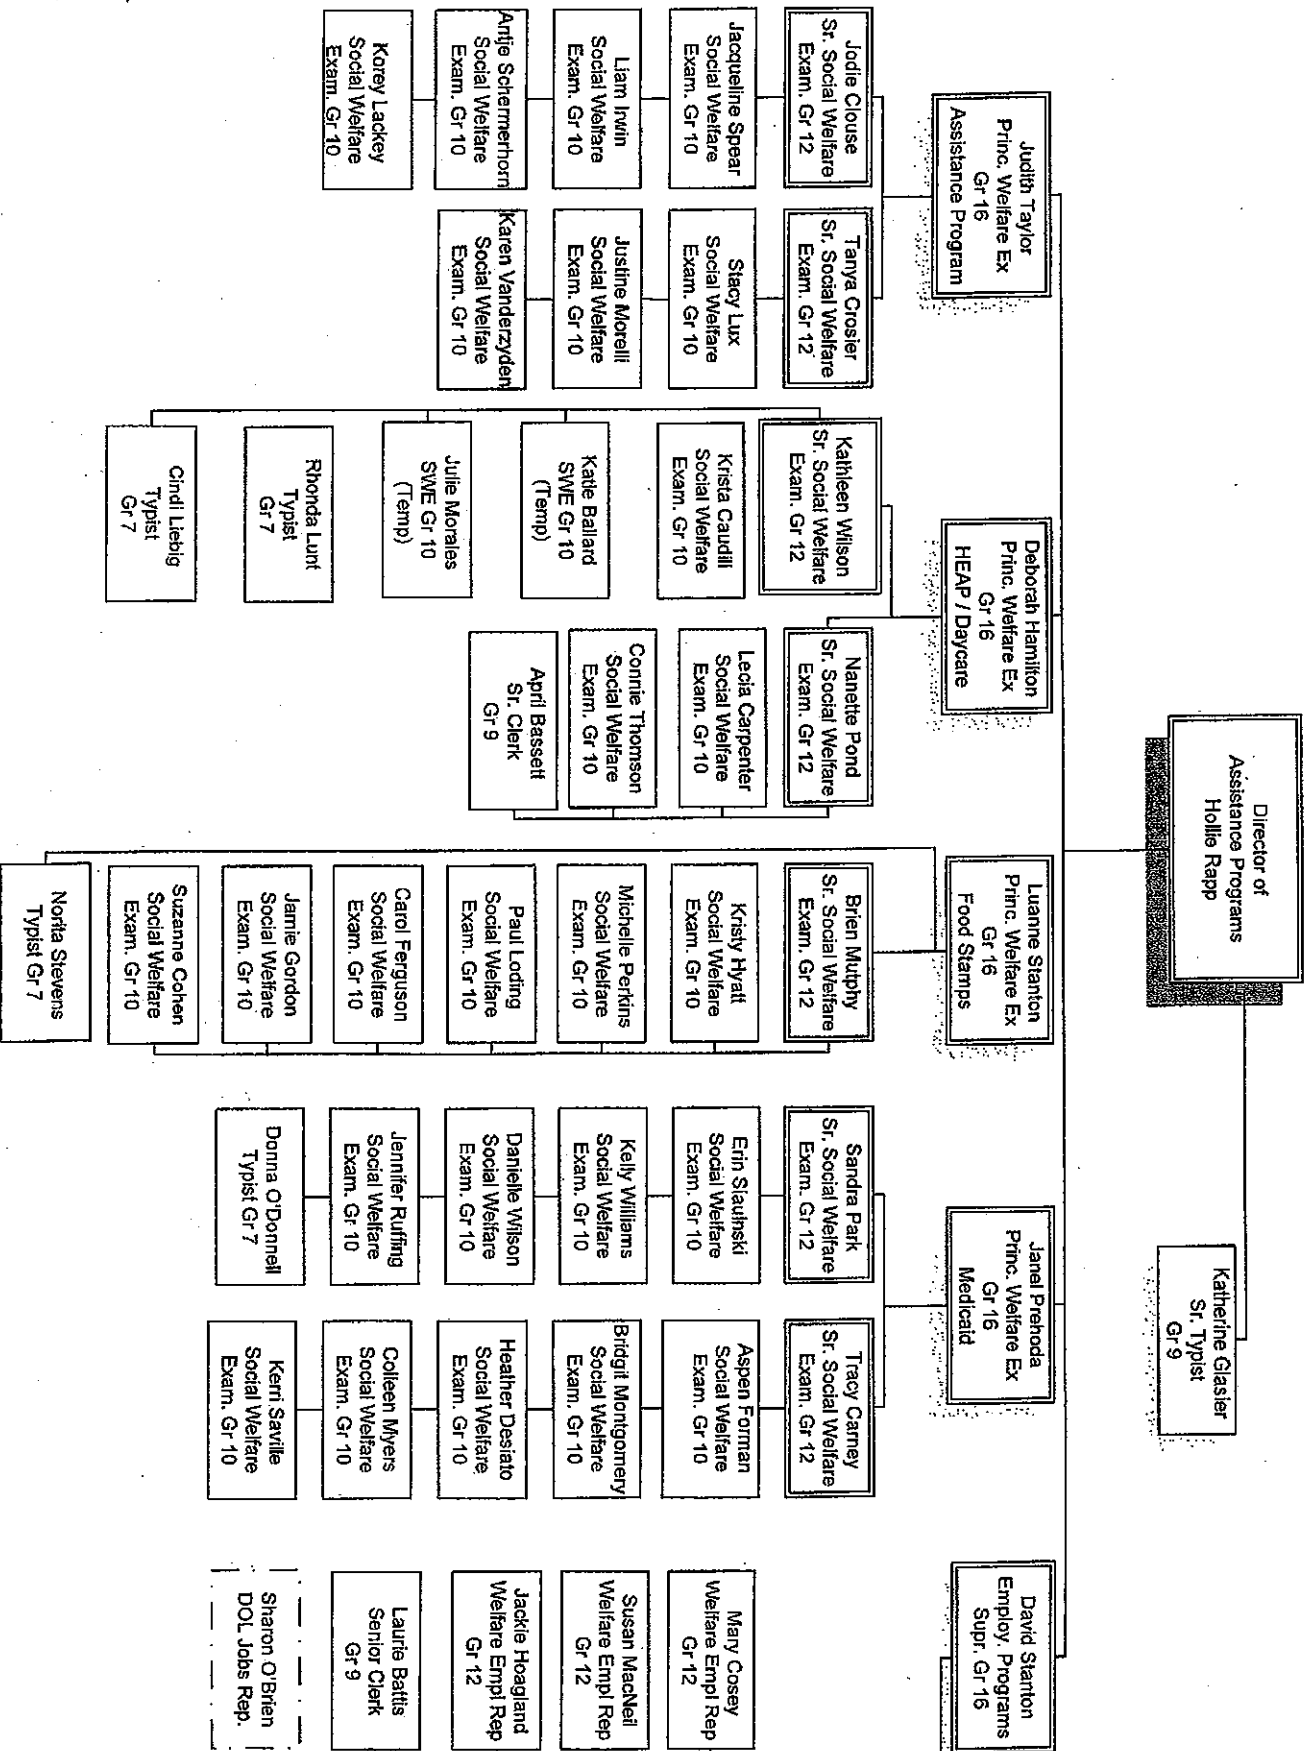 Director of
Assistance Programs
Hollie Rapp
Katherine Glasier
Sr. Typist
Gr 9
Judith Taylor
Princ. Welfare Ex
Gr 16
Assistance Program
Deborah Hamilton
Princ. Welfare Ex
Gr 16
HEAP / Daycare
Luanne Stanton
Princ. Welfare Ex
Gr 16
Food Stamps
Janel Prehoda
Princ. Welfare Ex
Gr 16
Medicaid
David Stanton
Employ. Programs
Supr. Gr 16
Jodie Clouse
Sr. Social Welfare
Exam. Gr 12
Jacqueline Spear
Social Welfare
Exam. Gr 10
Liam Irwin
Social Welfare
Exam. Gr 10
Antje Schermerhorn
Social Welfare
Exam. Gr 10
Korey Lackey
Social Welfare
Exam. Gr 10
Tanya Crosier
Sr. Social Welfare
Exam. Gr 12
Stacy Lux
Social Welfare
Exam. Gr 10
Justine Morelli
Social Welfare
Exam. Gr 10
Karen Vanderzyden
Social Welfare
Exam. Gr 10
Kathleen Wilson
Sr. Social Welfare
Exam. Gr 12
Krista Caudill
Social Welfare
Exam. Gr 10
Katie Ballard
SWE Gr 10
(Temp)
Julie Morales
SWE Gr 10
(Temp)
Rhonda Lunt
Typist
Gr 7
Cindi Liebig
Typist
Gr 7
Nanette Pond
Sr. Social Welfare
Exam. Gr 12
Lecia Carpenter
Social Welfare
Exam. Gr 10
Connie Thomson
Social Welfare
Exam. Gr 10
April Bassett
Sr. Clerk
Gr 9
Brien Mutphy
Sr. Social Welfare
Exam. Gr 12
Kristy Hyatt
Social Welfare
Exam. Gr 10
Michelle Perkins
Social Welfare
Exam. Gr 10
Paul Loding
Social Welfare
Exam. Gr 10
Carol Ferguson
Social Welfare
Exam. Gr 10
Jamie Gordon
Social Welfare
Exam. Gr 10
Suzanne Cohen
Social Welfare
Exam. Gr 10
Norita Stevens
Typist Gr 7
Sandra Park
Sr. Social Welfare
Exam. Gr 12
Erin Siaulnski
Social Welfare
Exam. Gr 10
Kelly Williams
Social Welfare
Exam. Gr 10
Danielle Wilson
Social Welfare
Exam. Gr 10
Jennifer Ruffing
Social Welfare
Exam. Gr 10
Donna O'Donnell
Typist Gr 7
Tracy Carney
Sr. Social Welfare
Exam. Gr 12
Aspen Forman
Social Welfare
Exam. Gr 10
Bridgit Montgomery
Social Welfare
Exam. Gr 10
Heather Desiato
Social Welfare
Exam. Gr 10
Colleen Myers
Social Welfare
Exam. Gr 10
Kerri Saville
Social Welfare
Exam. Gr 10
Mary Cosey
Welfare Empl Rep
Gr 12
Susan MacNeil
Welfare Empl Rep
Gr 12
Jackie Hoagland
Welfare Empl Rep
Gr 12
Laurie Battis
Senior Clerk
Gr 9
Sharon O'Brien
DOL Jobs Rep.